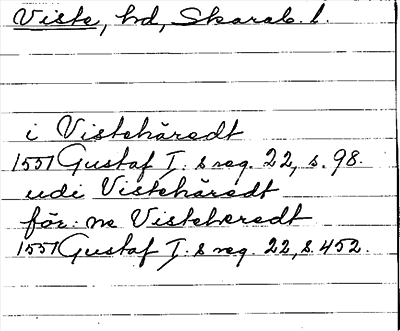 Viste, hd, Skarab. l.
i Vistehäredt
1551 Gustaf I:s reg. 22, s. 98.
udi Vistehäredt
för: ne Visteheredt
1551 Gustaf I:s reg. 22, s. 452.